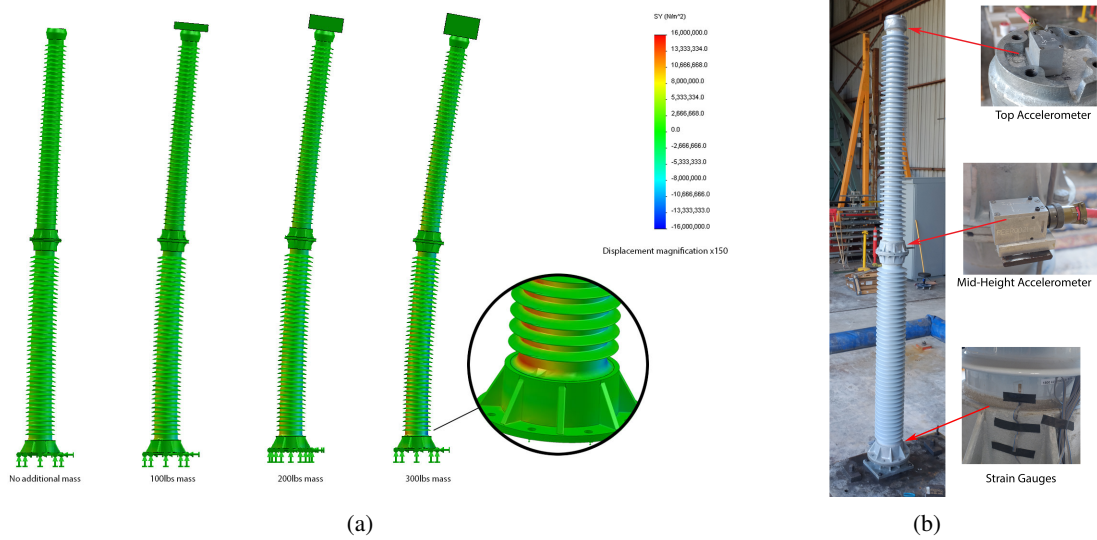 SY (N/m^2)
16,000,000.0
13,333,334.0
10,666,668.0
8,000,000.0
5,333,334.0
2,666,668.0
0.0
-2,666,666.0
-5,333,333.0
-8,000,000.0
-10,666,666.0
-13,333,333.0
-16,000,000.0
Displacement magnification x150
No additional mass
100lbs mass
200lbs mass
300lbs mass
(a)
Top Accelerometer
Mid-Height Accelerometer
Strain Gauges
(b)